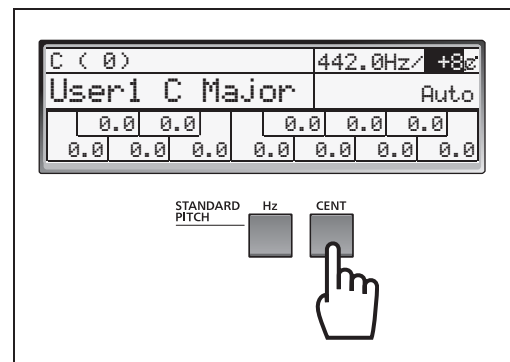 C ( 0) 442.0Hz/ +8¢
User1 C Major Auto
0.0 0.0 0.0 0.0 0.0
0.0 0.0 0.0 0.0 0.0 0.0 0.0
STANDARD PITCH Hz CENT